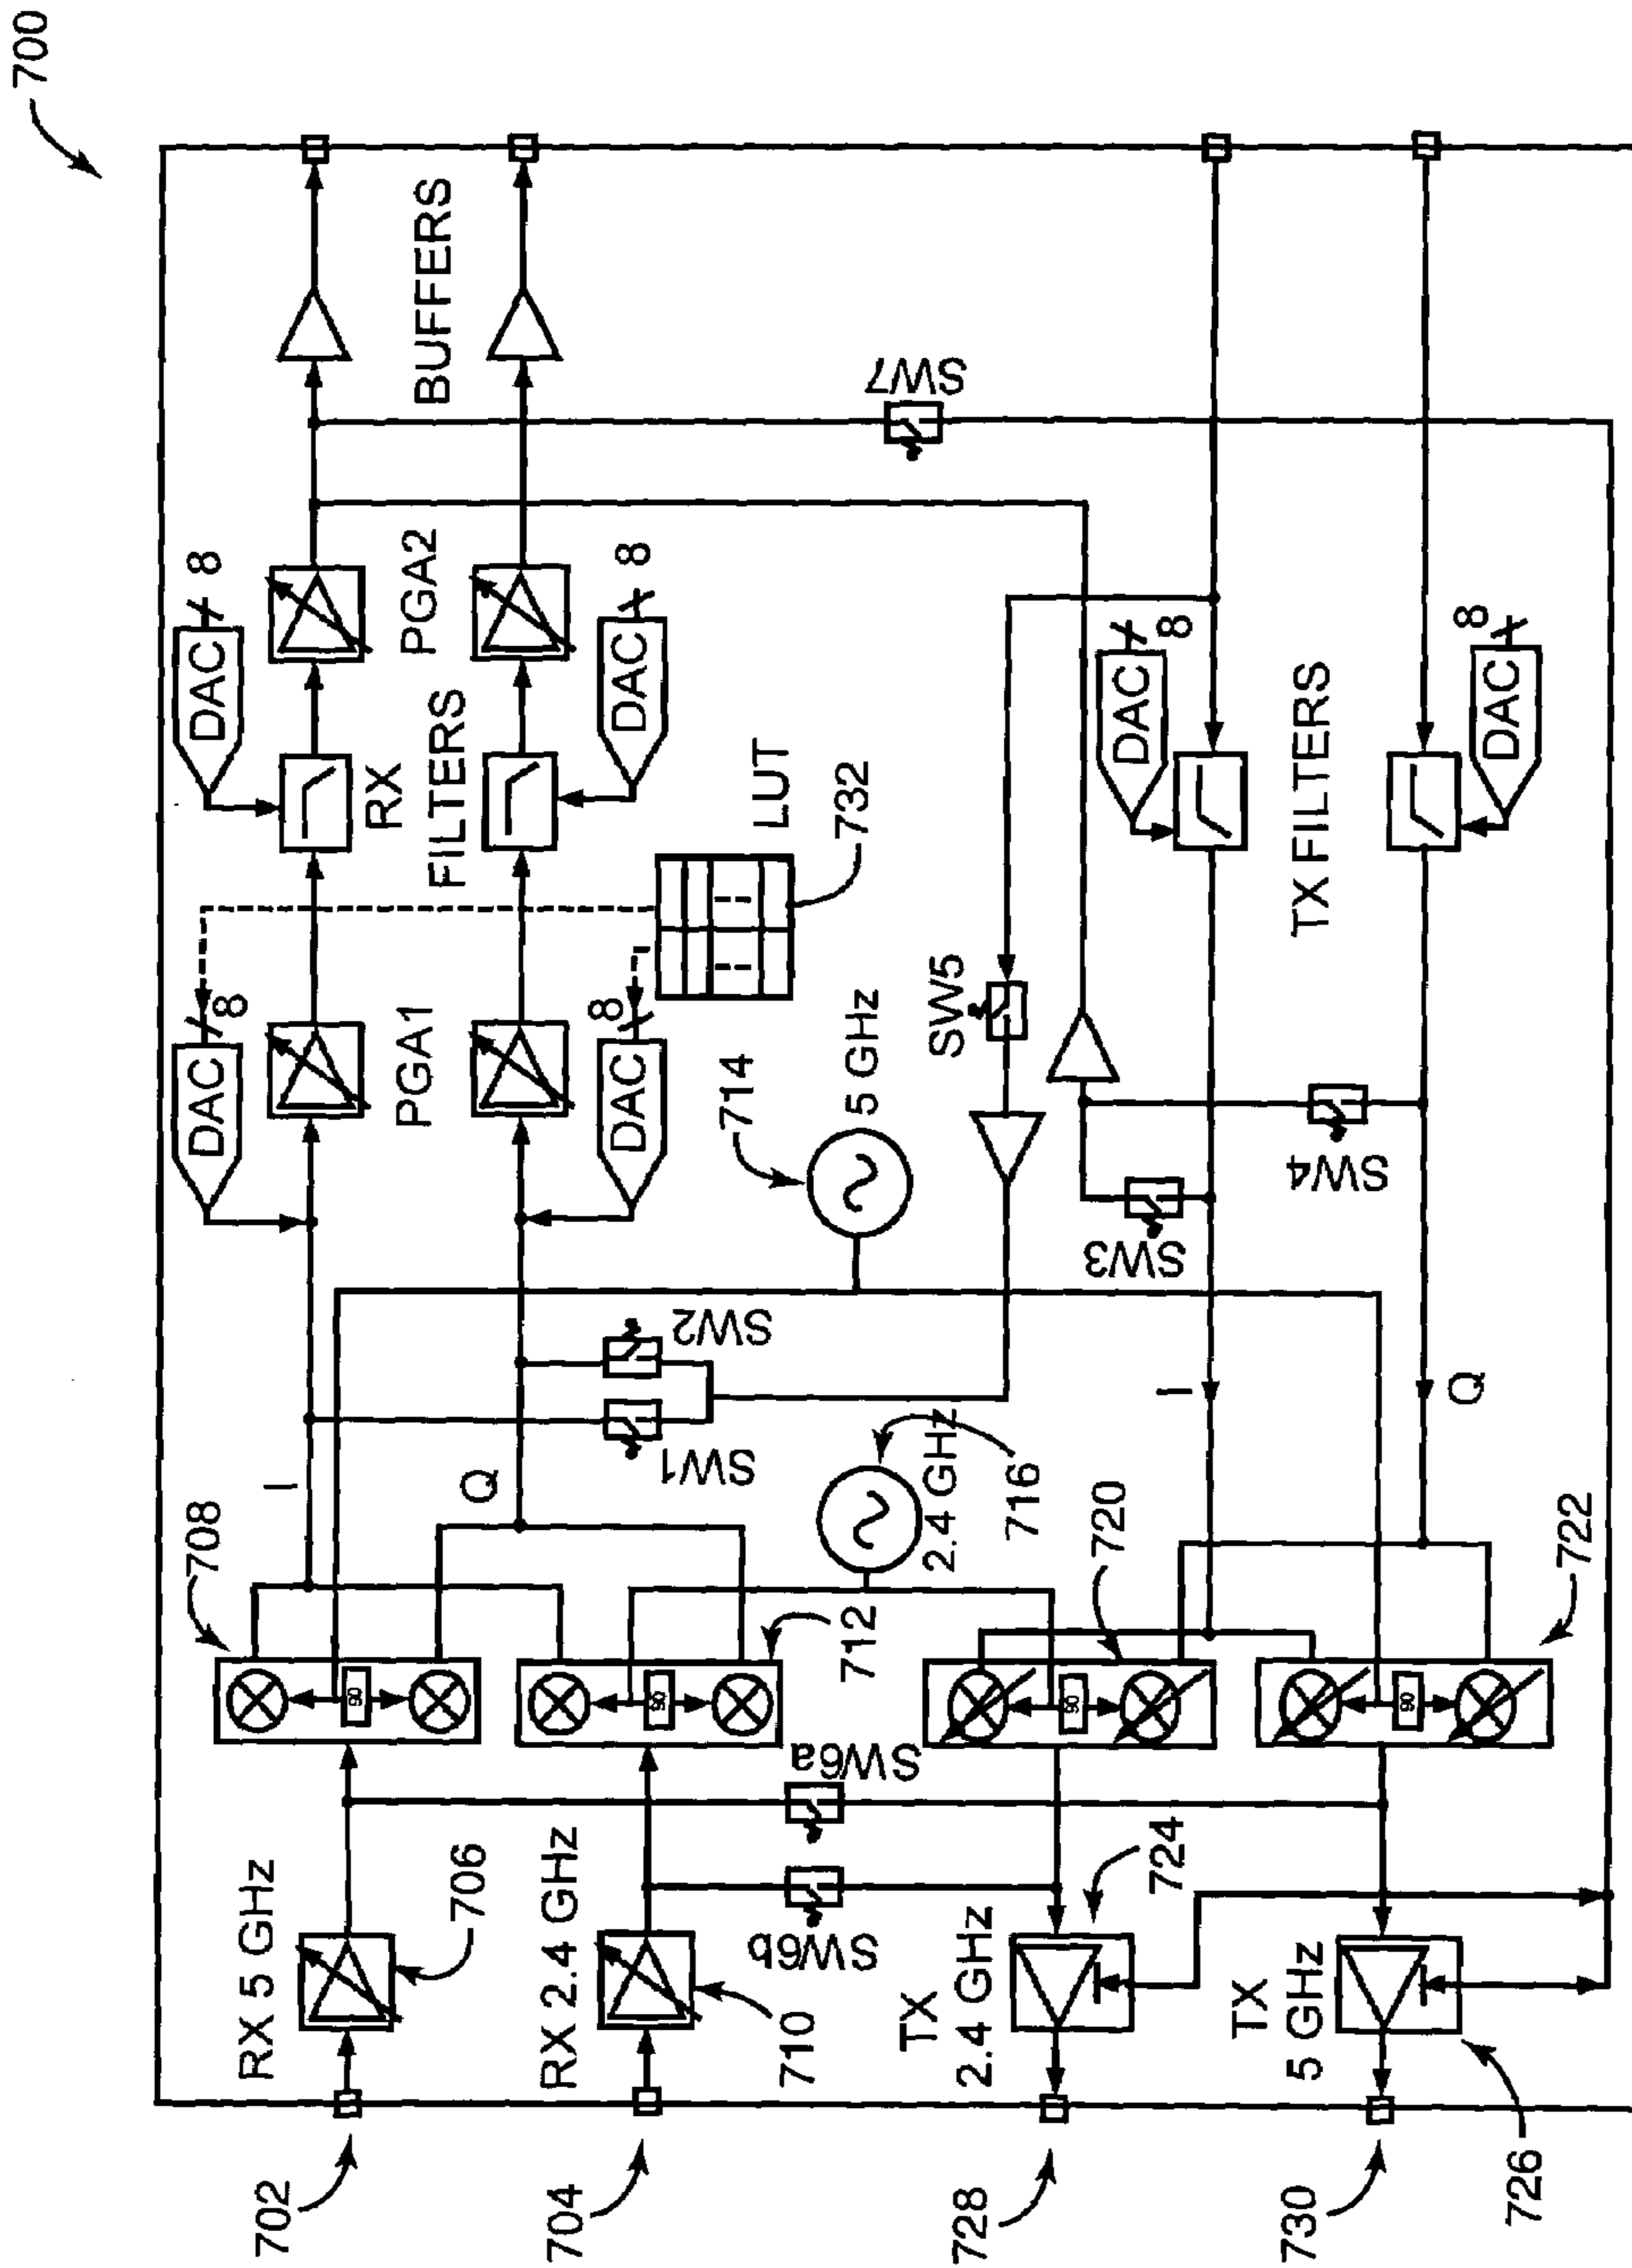 700
702
RX 5 GHz
706
708
90
I
DAC
8
PGA1
DAC
8
RX
FILTERS
PGA2
BUFFERS
704
RX 2.4 GHz
710
712
90
Q
DAC
8
DAC
8
LUT
732
SW1
SW2
SW7
714
5 GHz
716
2.4 GHz
SW6a
SW6b
SW5
728
TX
2.4 GHz
724
720
90
I
SW3
SW4
DAC
8
TX FILTERS
730
TX
5 GHz
726
722
90
Q
DAC
8